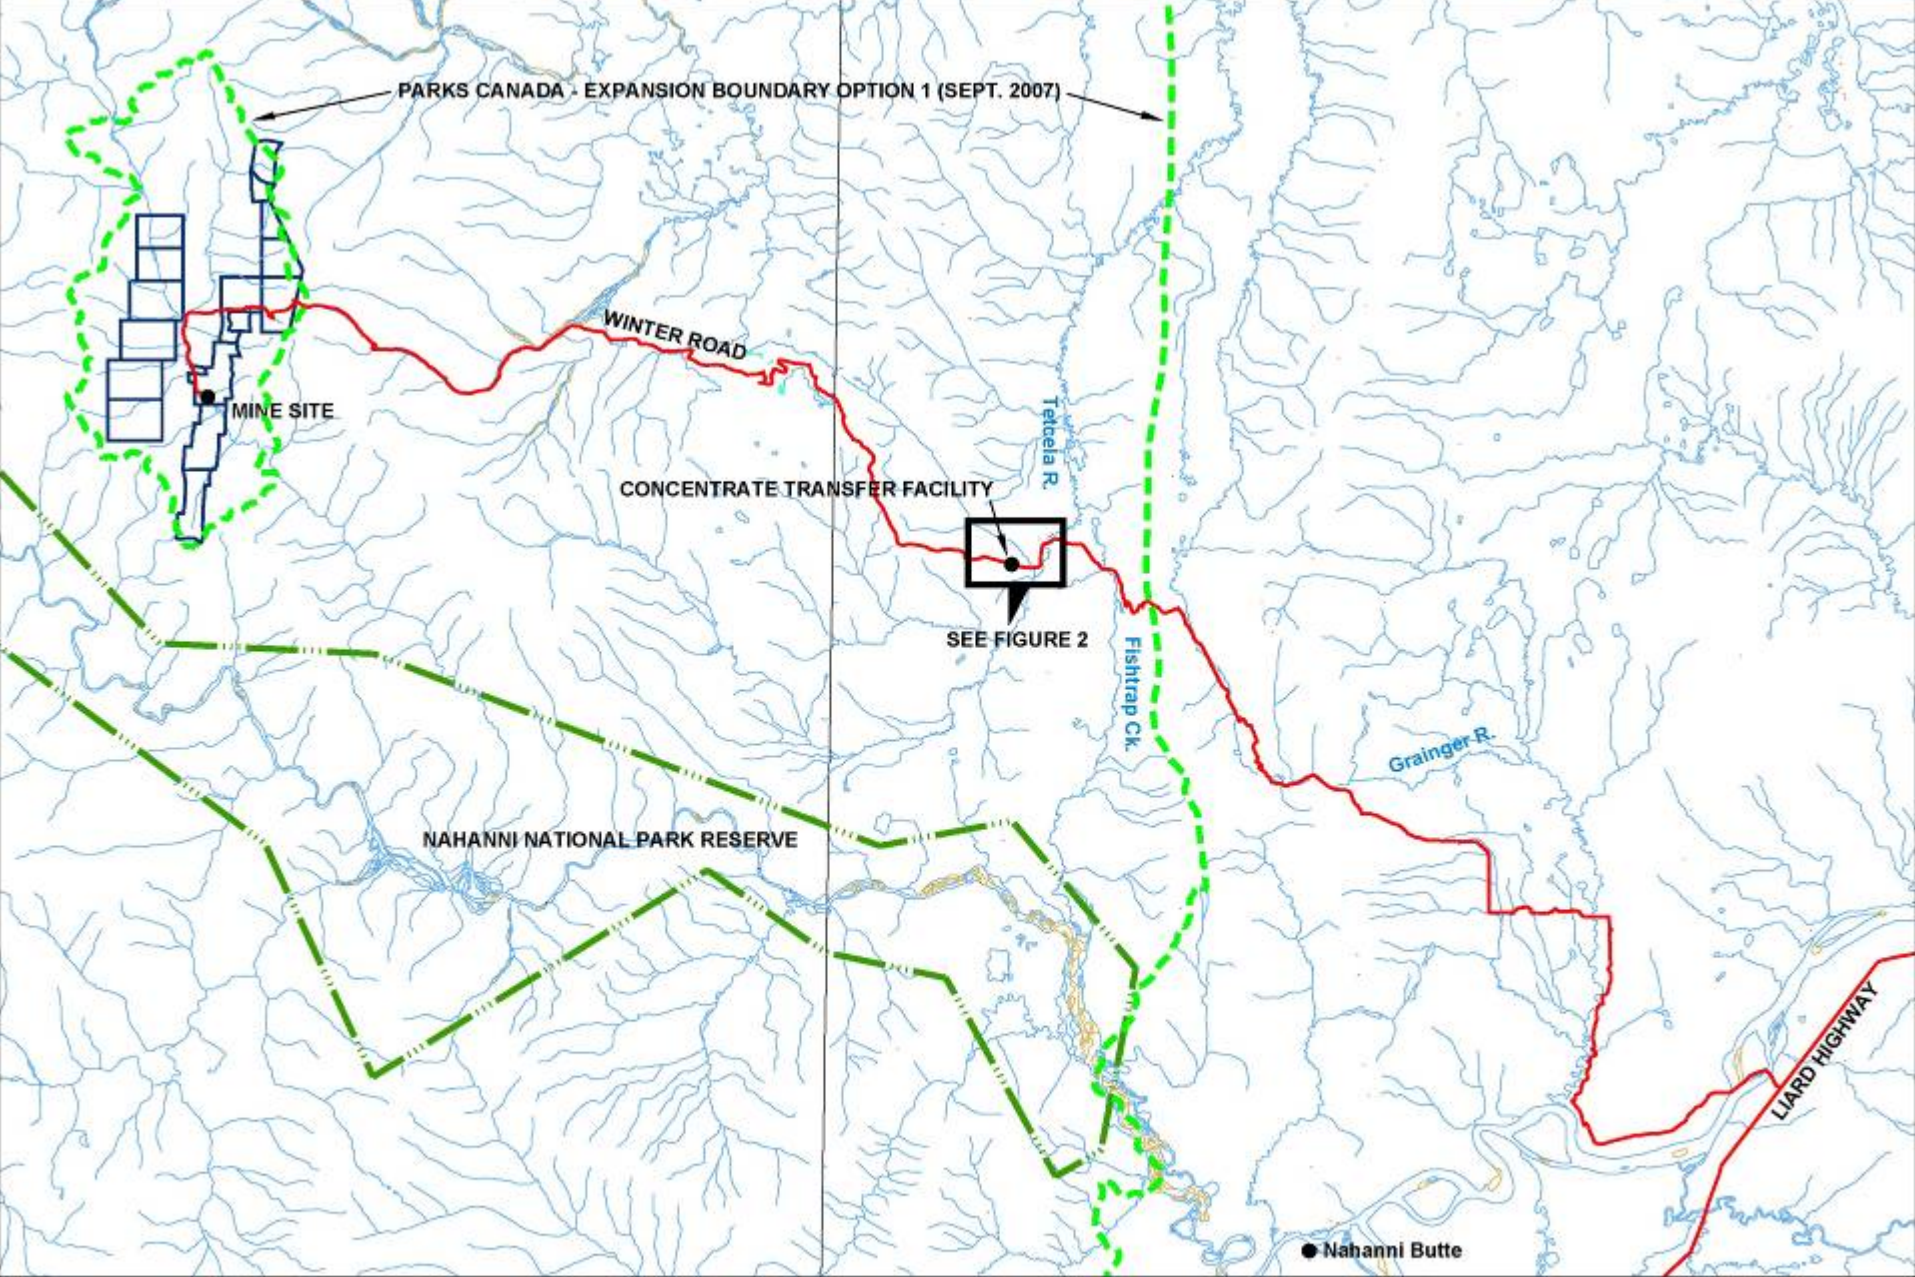 PARKS CANADA - EXPANSION BOUNDARY OPTION 1 (SEPT. 2007)
WINTER ROAD
MINE SITE
Tetcela R.
CONCENTRATE TRANSFER FACILITY
SEE FIGURE 2
Fishtrap Ck.
Grainger R.
NAHANNI NATIONAL PARK RESERVE
LIARD HIGHWAY
Nahanni Butte